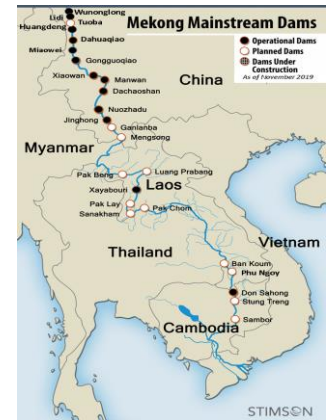 Mekong Mainstream Dams
Operational Dams
Planned Dams
Dams Under
Construction
As of November 2019
Wunonglong
Lidi
Tuoba
Huangdeng
Dahuaqiao
Miaowei
Gongguoqiao
Xiaowan
Manwan
Dachaoshan
China
Nuozhadu
Jinghong
Ganlanba
Mengsong
Myanmar
Pak Beng
Luang Prabang
Xayabouri
Laos
Pak Lay
Pak Chom
Sanakham
Vietnam
Thailand
Ban Koum
Phu Ngoy
Don Sahong
Stung Treng
Sambor
Cambodia
STIMSON